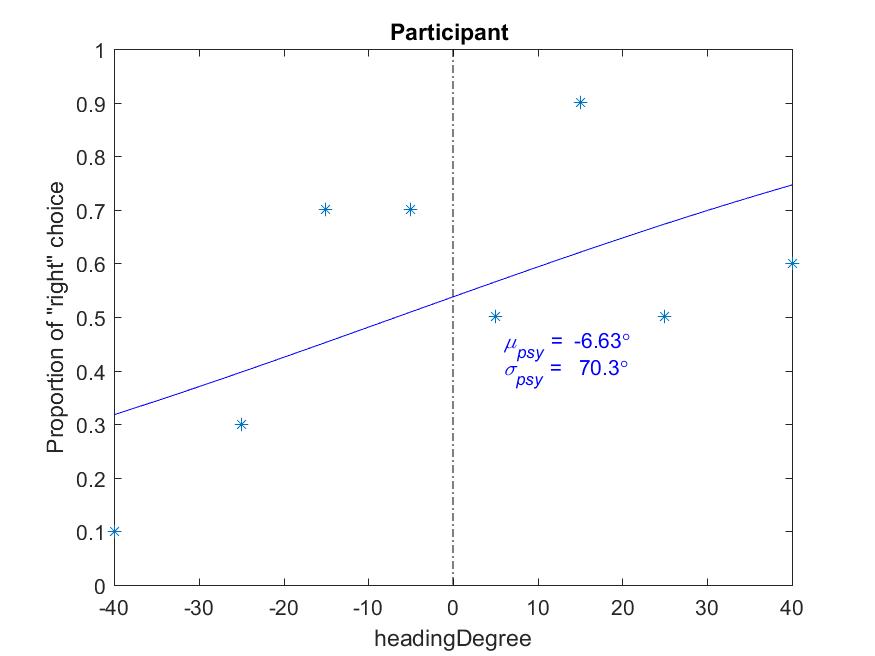 Participant
Proportion of "right" choice
1
0.9
0.8
0.7
0.6
0.5
0.4
0.3
0.2
0.1
0
μpsy = -6.63°
σpsy = 70.3°
-40 -30 -20 -10 0 10 20 30 40
headingDegree